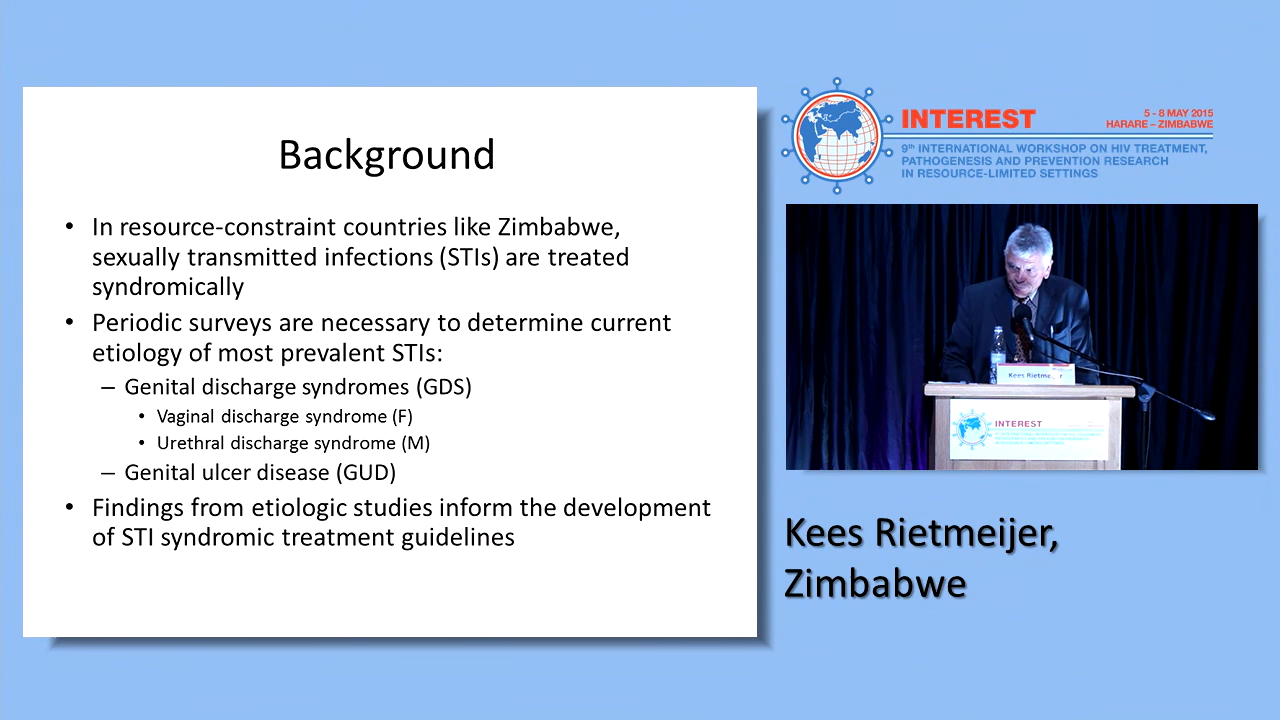 Background
• In resource-constraint countries like Zimbabwe,
sexually transmitted infections (STIs) are treated
syndromically
• Periodic surveys are necessary to determine current
etiology of most prevalent STIs:
– Genital discharge syndromes (GDS)
• Vaginal discharge syndrome (F)
• Urethral discharge syndrome (M)
– Genital ulcer disease (GUD)
• Findings from etiologic studies inform the development
of STI syndromic treatment guidelines
INTEREST
5 - 8 MAY 2015
HARARE – ZIMBABWE
9th INTERNATIONAL WORKSHOP ON HIV TREATMENT,
PATHOGENESIS AND PREVENTION RESEARCH
IN RESOURCE-LIMITED SETTINGS
Kees Rietmeijer
INTEREST
Kees Rietmeijer,
Zimbabwe